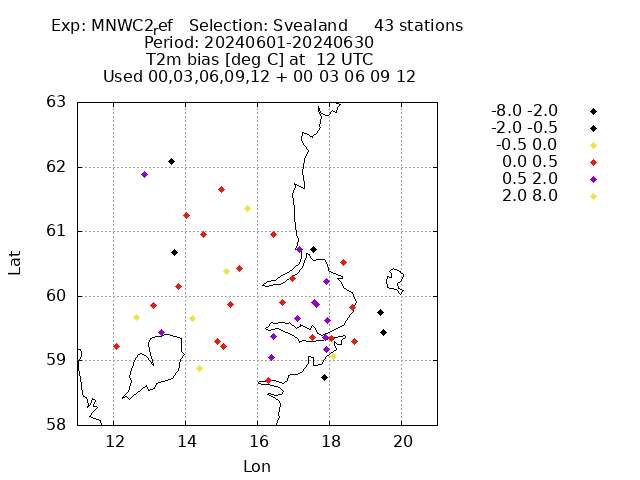 Exp: MNWC2ref   Selection: Svealand     43 stations
Period: 20240601-20240630
T2m bias [deg C] at  12 UTC
Used 00,03,06,09,12 + 00 03 06 09 12
-8.0 -2.0
-2.0 -0.5
-0.5 0.0
0.0 0.5
0.5 2.0
2.0 8.0
63
62
61
60
59
58
Lat
12 14 16 18 20
Lon